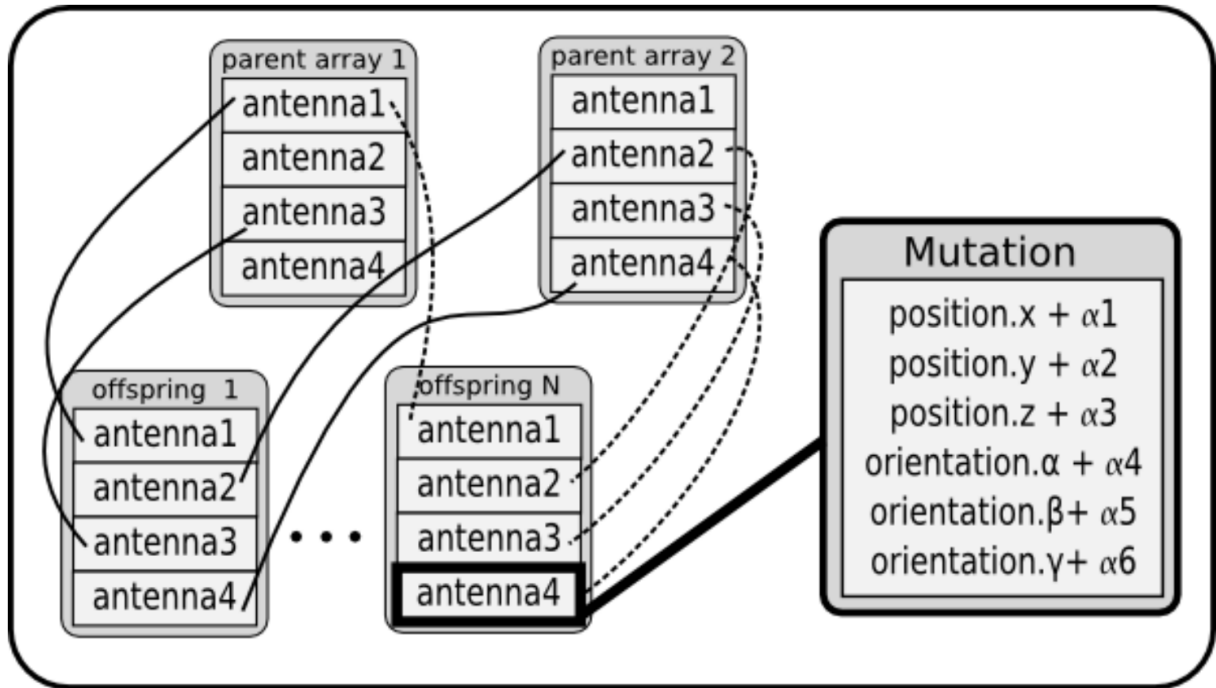 parent array 1
antenna1
antenna2
antenna3
antenna4
parent array 2
antenna1
antenna2
antenna3
antenna4
offspring 1
antenna1
antenna2
antenna3
antenna4
...
offspring N
antenna1
antenna2
antenna3
antenna4
Mutation
position.x + α1
position.y + α2
position.z + α3
orientation.α + α4
orientation.β+ α5
orientation.γ+ α6